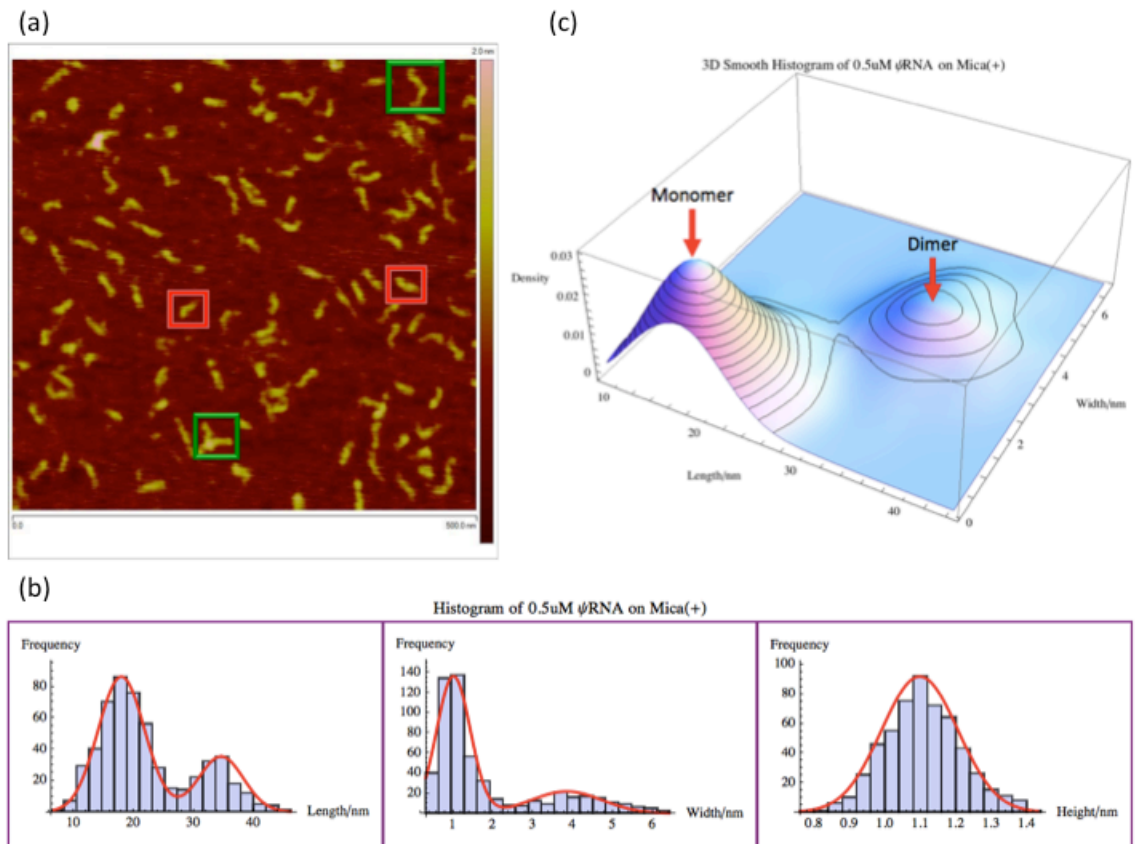 (a)
2.0 nm
0.0
500.0 nm
(c)
3D Smooth Histogram of 0.5uM ψRNA on Mica(+)
Monomer
Dimer
0.03
Density
0.02
0.01
0
10
20
30
40
Length/nm
0
2
4
6
Width/nm
(b)
Histogram of 0.5uM ψRNA on Mica(+)
Frequency
80
60
40
20
10 20 30 40 Length/nm
Frequency
140
120
100
80
60
40
20
1 2 3 4 5 6 Width/nm
Frequency
100
80
60
40
20
0.8 0.9 1.0 1.1 1.2 1.3 1.4 Height/nm